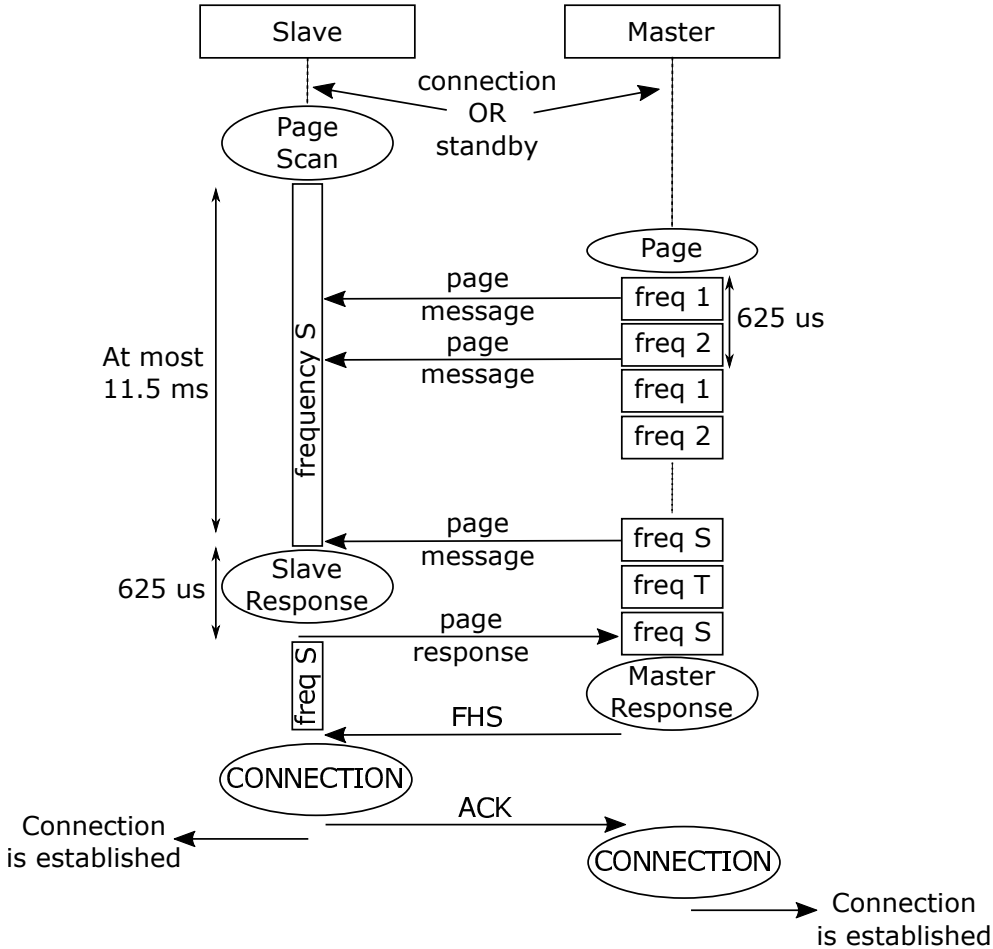 Slave
Master
connection
OR
standby
Page
Scan
Page
page
message
freq 1
625 us
frequency S
page
message
freq 2
At most
11.5 ms
freq 1
freq 2
page
message
freq S
Slave
Response
625 us
freq T
page
response
freq S
freq S
Master
Response
FHS
CONNECTION
ACK
Connection
is established
CONNECTION
Connection
is established